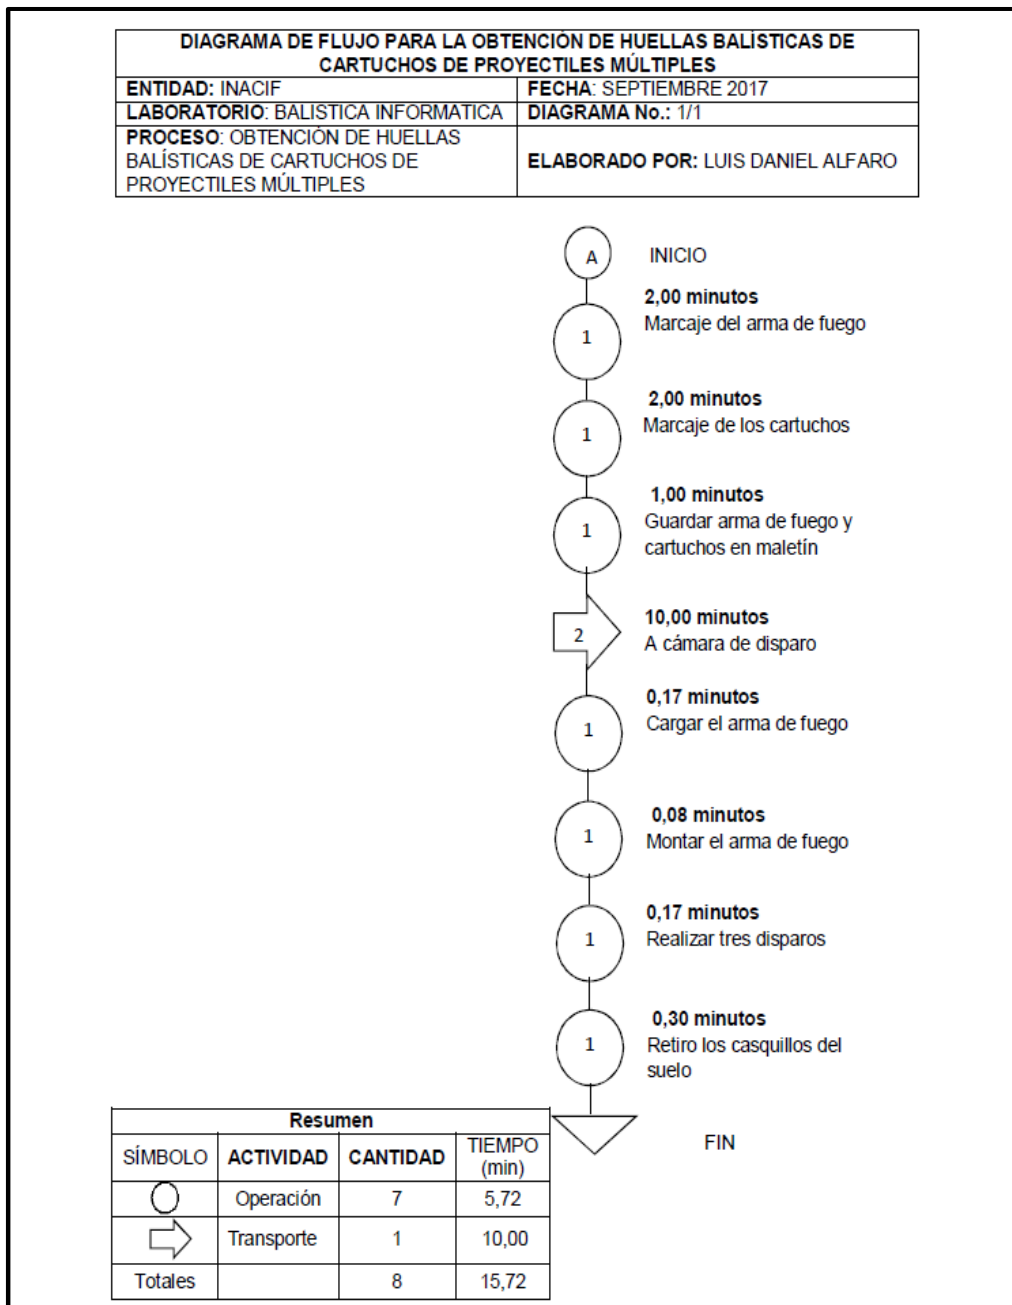 DIAGRAMA DE FLUJO PARA LA OBTENCIÓN DE HUELLAS BALÍSTICAS DE
CARTUCHOS DE PROYECTILES MÚLTIPLES
ENTIDAD: INACIF
FECHA: SEPTIEMBRE 2017
LABORATORIO: BALISTICA INFORMATICA
DIAGRAMA No.: 1/1
PROCESO: OBTENCIÓN DE HUELLAS
BALÍSTICAS DE CARTUCHOS DE
PROYECTILES MÚLTIPLES
ELABORADO POR: LUIS DANIEL ALFARO
A
INICIO
2,00 minutos
1
Marcaje del arma de fuego
2,00 minutos
1
Marcaje de los cartuchos
1,00 minutos
1
Guardar arma de fuego y
cartuchos en maletín
10,00 minutos
2
A cámara de disparo
0,17 minutos
1
Cargar el arma de fuego
0,08 minutos
1
Montar el arma de fuego
0,17 minutos
1
Realizar tres disparos
0,30 minutos
1
Retiro los casquillos del
suelo
FIN
Resumen
SÍMBOLO
ACTIVIDAD
CANTIDAD
TIEMPO
(min)
Operación
7
5,72
Transporte
1
10,00
Totales
8
15,72